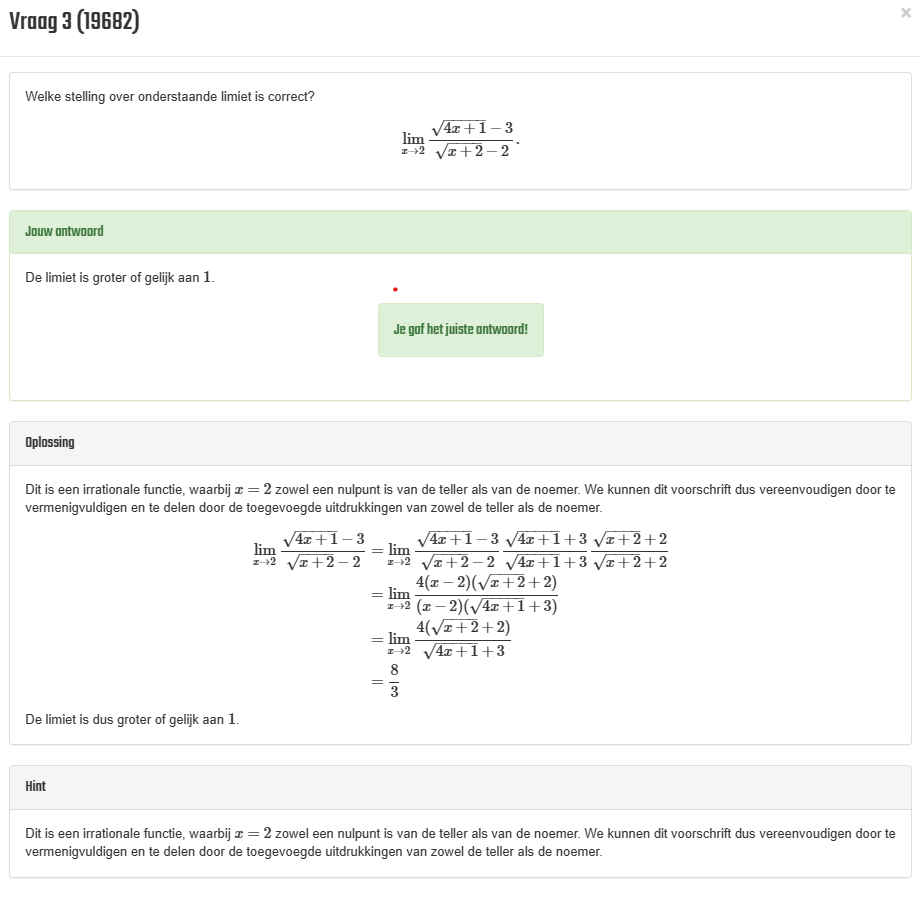 Vraag 3 (19682)
×
Welke stelling over onderstaande limiet is correct?
\lim_{x \to 2} \frac{\sqrt{4x+1}-3}{\sqrt{x+2}-2}.
Jouw antwoord
De limiet is groter of gelijk aan 1.
Je gaf het juiste antwoord!
Oplossing
Dit is een irrationale functie, waarbij x = 2 zowel een nulpunt is van de teller als van de noemer. We kunnen dit voorschrift dus vereenvoudigen door te
vermenigvuldigen en te delen door de toegevoegde uitdrukkingen van zowel de teller als de noemer.
\lim_{x \to 2} \frac{\sqrt{4x+1}-3}{\sqrt{x+2}-2} = \lim_{x \to 2} \frac{\sqrt{4x+1}-3}{\sqrt{x+2}-2} \frac{\sqrt{4x+1}+3}{\sqrt{4x+1}+3} \frac{\sqrt{x+2}+2}{\sqrt{x+2}+2}
= \lim_{x \to 2} \frac{4(x-2)(\sqrt{x+2}+2)}{(x-2)(\sqrt{4x+1}+3)}
= \lim_{x \to 2} \frac{4(\sqrt{x+2}+2)}{\sqrt{4x+1}+3}
= \frac{8}{3}
De limiet is dus groter of gelijk aan 1.
Hint
Dit is een irrationale functie, waarbij x = 2 zowel een nulpunt is van de teller als van de noemer. We kunnen dit voorschrift dus vereenvoudigen door te
vermenigvuldigen en te delen door de toegevoegde uitdrukkingen van zowel de teller als de noemer.